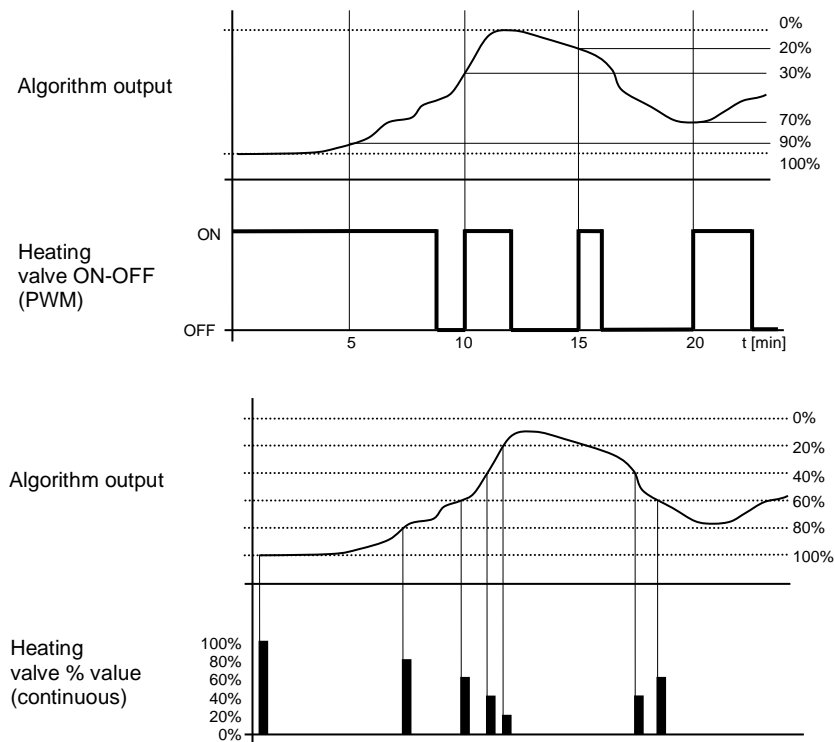 0%
20%
Algorithm output
30%
70%
90%
100%
ON
Heating
valve ON-OFF
(PWM)
OFF
5 10 15 20 t [min]
0%
20%
Algorithm output
40%
60%
80%
100%
Heating
valve % value
(continuous)
100%
80%
60%
40%
20%
0%